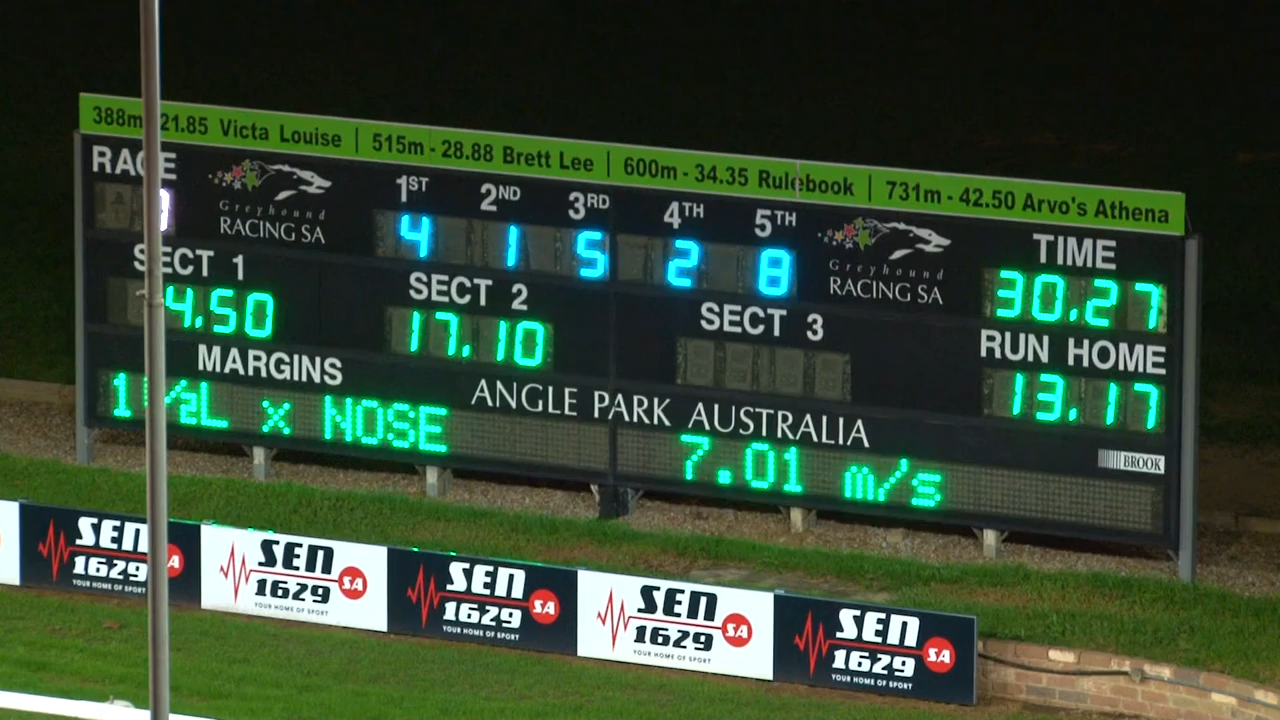 388m 21.85 Victa Louise | 515m - 28.88 Brett Lee | 600m - 34.35 Rulebook | 731m - 42.50 Arvo's Athena
RACE
Greyhound
RACING SA
1ST 2ND 3RD 4TH 5TH
4 1 5 2 8
Greyhound
RACING SA
TIME
30.27
SECT 1
4.50
SECT 2
17.10
SECT 3
RUN HOME
13.17
MARGINS
1 ½L x NOSE
ANGLE PARK AUSTRALIA
7.01 m/s
BROOK
SEN
1629 SA
YOUR HOME OF SPORT
SEN
1629 SA
YOUR HOME OF SPORT
SEN
1629 SA
YOUR HOME OF SPORT
SEN
1629 SA
YOUR HOME OF SPORT
SEN
1629 SA
YOUR HOME OF SPORT